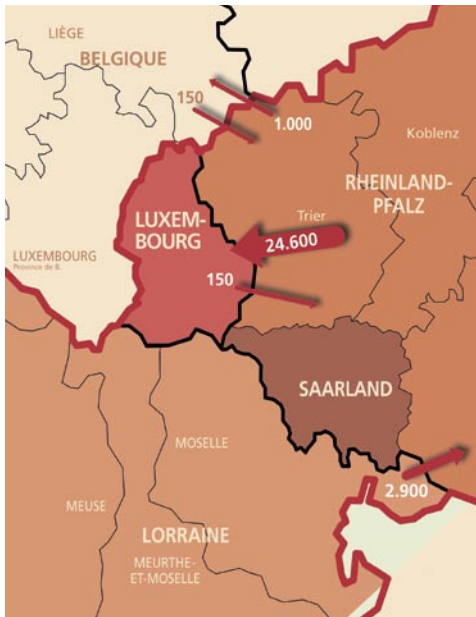 LIÈGE
BELGIQUE
150
1.000
Koblenz
RHEINLAND-
PFALZ
LUXEM-
BOURG
Trier
24.600
LUXEMBOURG
Province de B.
150
SAARLAND
MOSELLE
2.900
MEUSE
LORRAINE
MEURTHE-
ET-MOSELLE